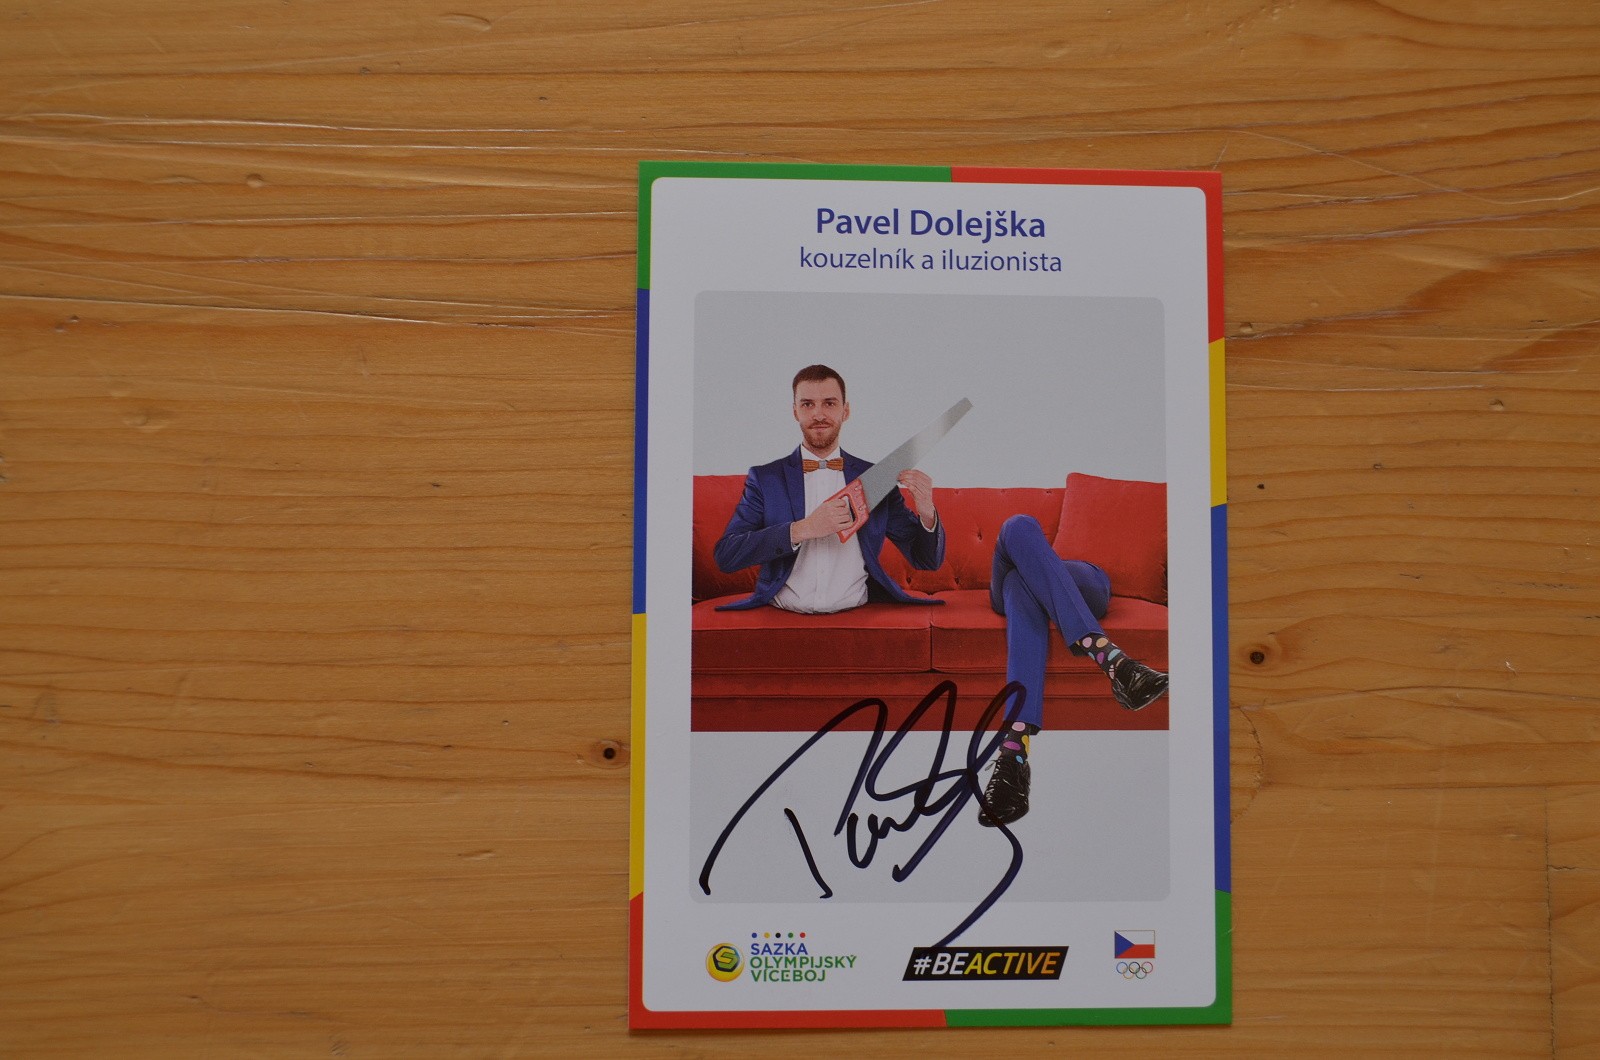 Pavel Dolejška
kouzelník a iluzionista
SAZKA
OLYMPIJSKÝ
VÍCEBOJ
#BEACTIVE